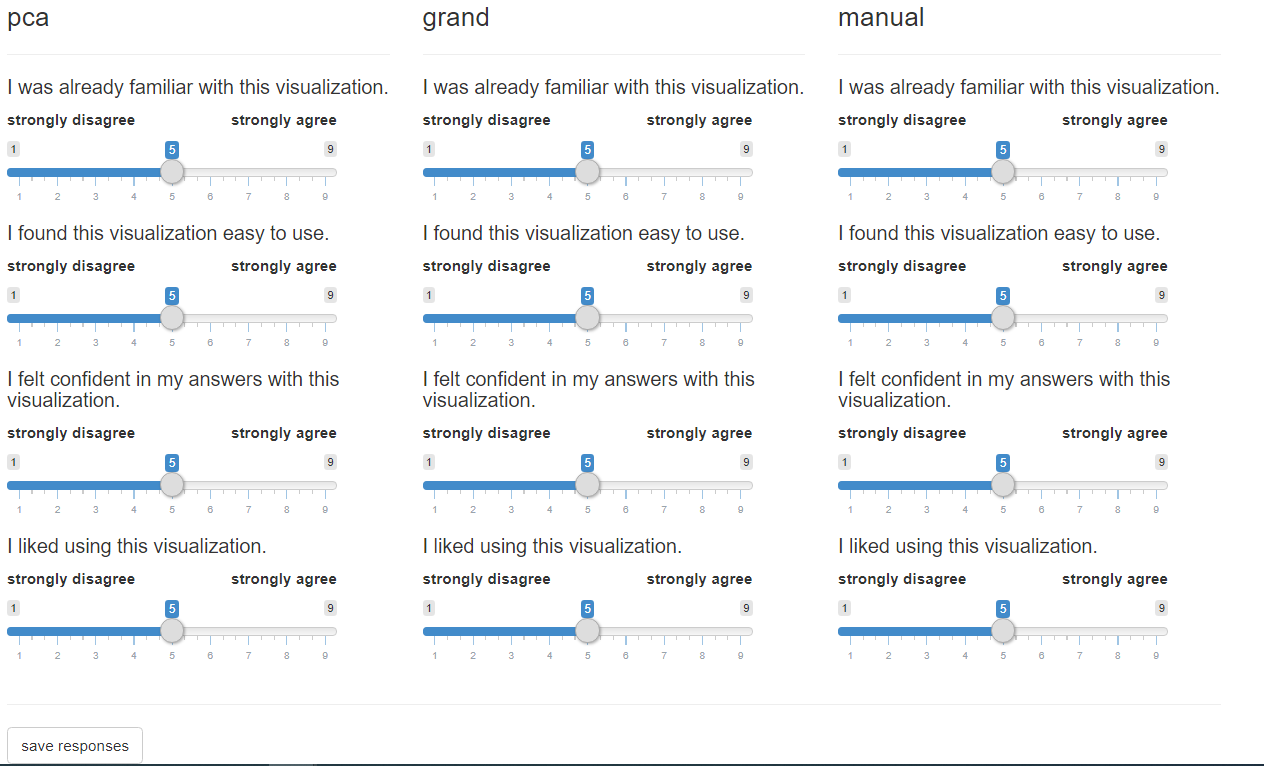 pca
I was already familiar with this visualization.
strongly disagree strongly agree
1 5 9
1 2 3 4 5 6 7 8 9
I found this visualization easy to use.
strongly disagree strongly agree
1 5 9
1 2 3 4 5 6 7 8 9
I felt confident in my answers with this
visualization.
strongly disagree strongly agree
1 5 9
1 2 3 4 5 6 7 8 9
I liked using this visualization.
strongly disagree strongly agree
1 5 9
1 2 3 4 5 6 7 8 9
grand
I was already familiar with this visualization.
strongly disagree strongly agree
1 5 9
1 2 3 4 5 6 7 8 9
I found this visualization easy to use.
strongly disagree strongly agree
1 5 9
1 2 3 4 5 6 7 8 9
I felt confident in my answers with this
visualization.
strongly disagree strongly agree
1 5 9
1 2 3 4 5 6 7 8 9
I liked using this visualization.
strongly disagree strongly agree
1 5 9
1 2 3 4 5 6 7 8 9
manual
I was already familiar with this visualization.
strongly disagree strongly agree
1 5 9
1 2 3 4 5 6 7 8 9
I found this visualization easy to use.
strongly disagree strongly agree
1 5 9
1 2 3 4 5 6 7 8 9
I felt confident in my answers with this
visualization.
strongly disagree strongly agree
1 5 9
1 2 3 4 5 6 7 8 9
I liked using this visualization.
strongly disagree strongly agree
1 5 9
1 2 3 4 5 6 7 8 9
save responses